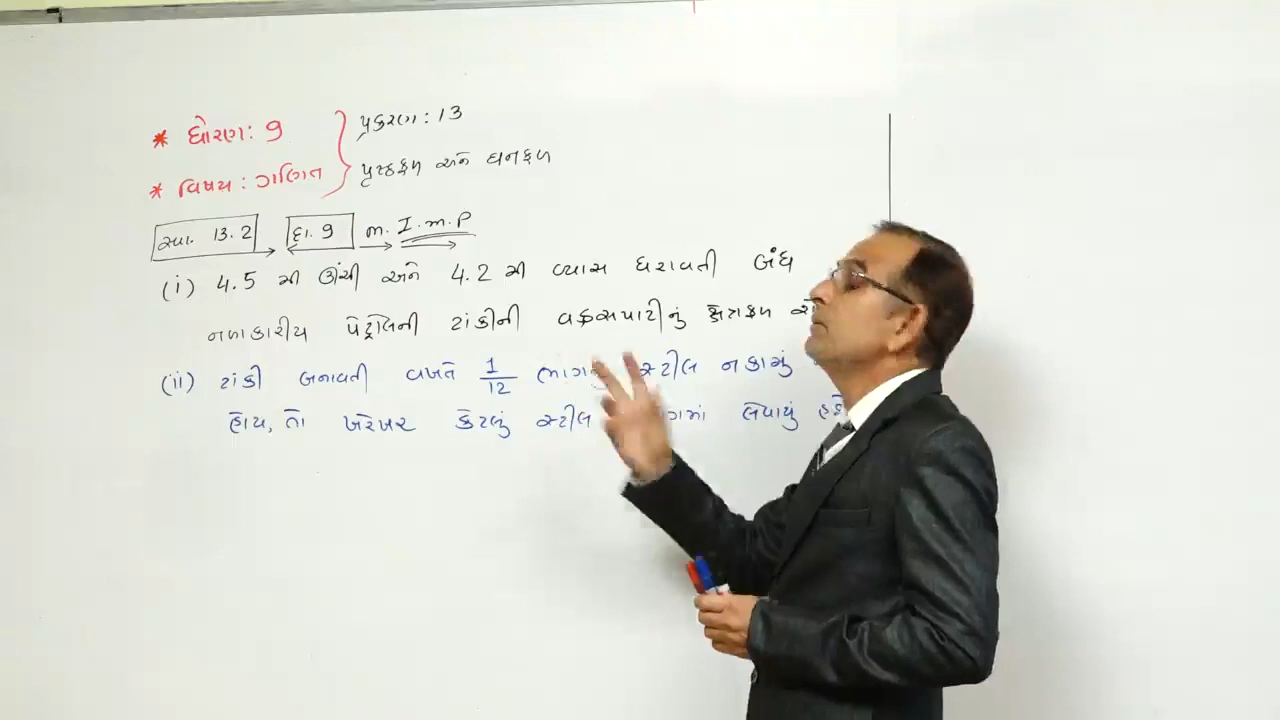 * ધોરણ: 9
પ્રકરણ: 13
* વિષય: ગણિત
પૃષ્ઠફળ અને ઘનફળ
સ્વા. 13.2 દા. 9 m. I.m.P
(i) 4.5 મી ઊંચી અને 4.2 મી વ્યાસ ધરાવતી બંધ
નળાકારીય પેટ્રોલની ટાંકીની વક્રસપાટીનું ક્ષેત્રફળ
(ii) ટાંકી બનાવતી વખતે 1/12 સ્ટીલ નકામું
હોય, તો ખરેખર કેટલું સ્ટીલ લેવાયું